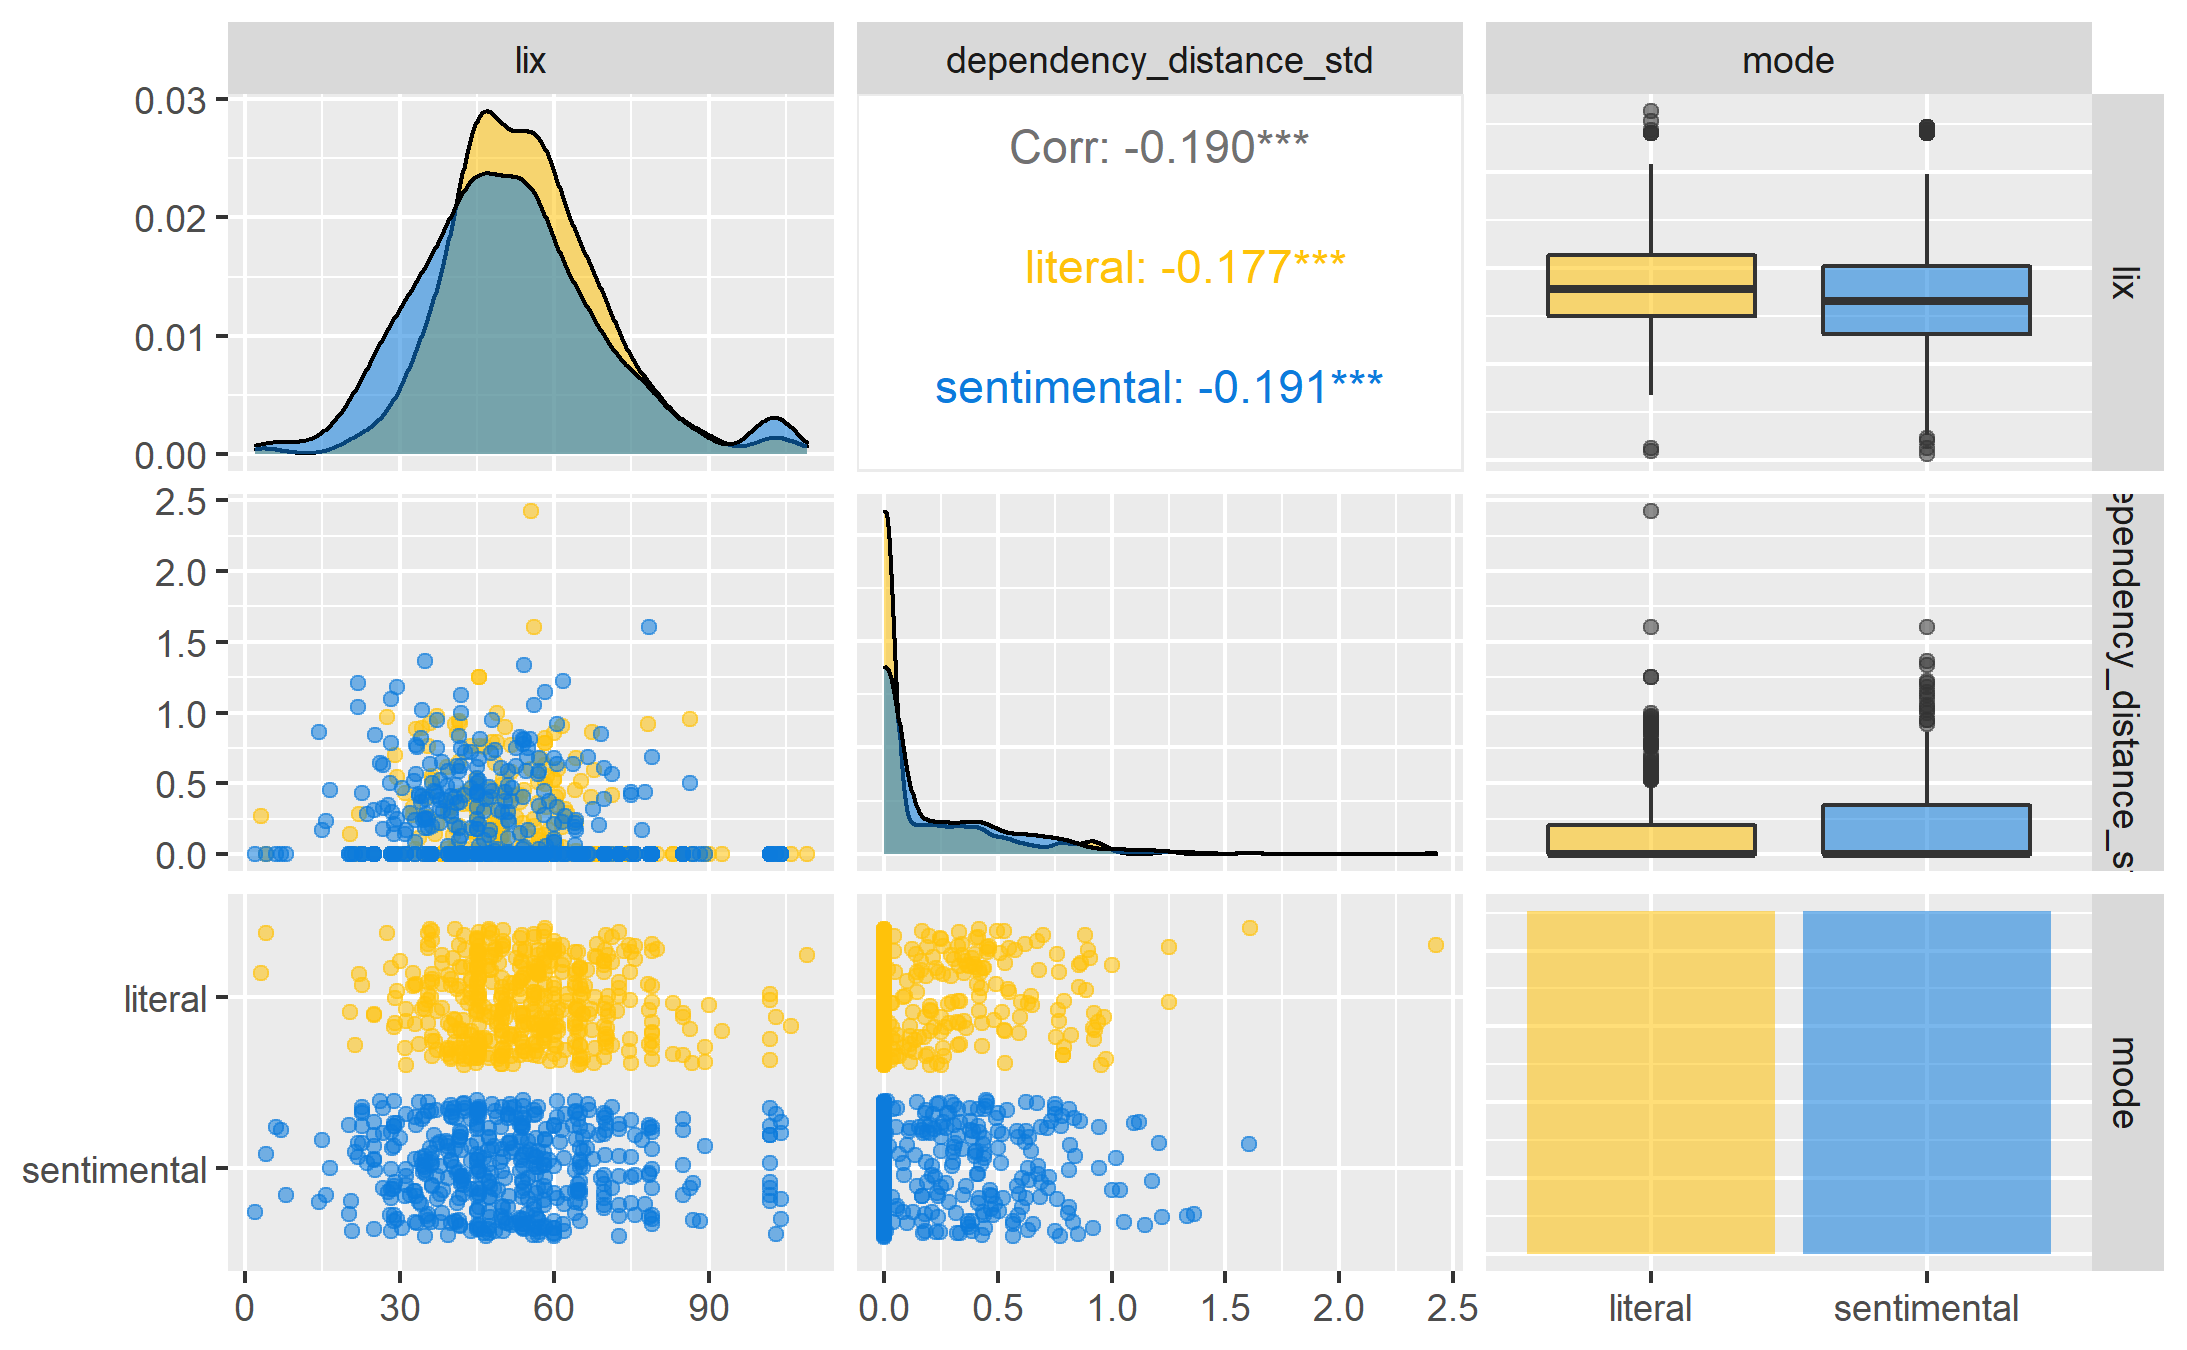 lix
dependency_distance_std
mode
0.03
0.02
0.01
0.00
Corr: -0.190***
literal: -0.177***
sentimental: -0.191***
lix
2.5
2.0
1.5
1.0
0.5
0.0
ependency_distance_s
literal
sentimental
mode
0 30 60 90
0.0 0.5 1.0 1.5 2.0 2.5
literal sentimental